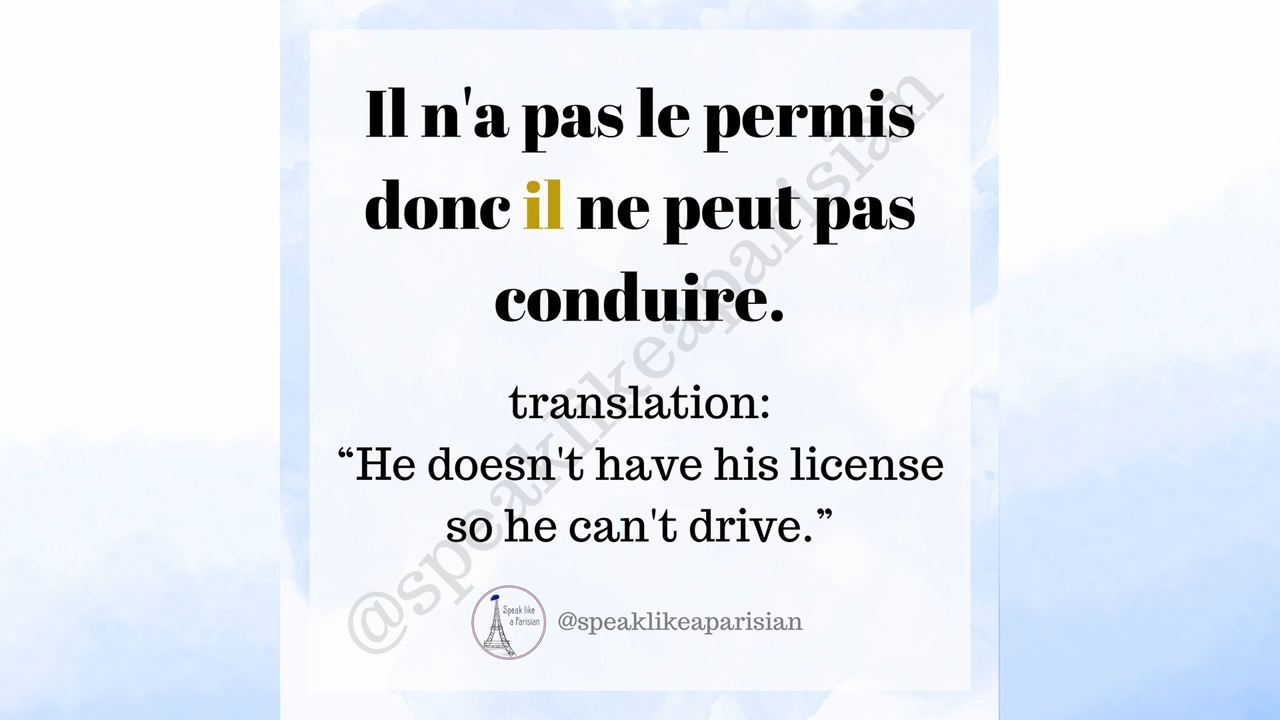 Il n'a pas le permis
donc il ne peut pas
conduire.
translation:
“He doesn't have his license
so he can't drive.”
Speak like
a Parisian
@speaklikeaparisian
@speaklikeaparisian